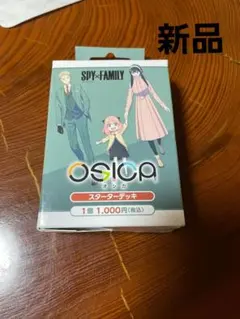 新品
SPY×FAMILY
OSICA
オシカ
スターターデッキ
1個 1,000円(税込)